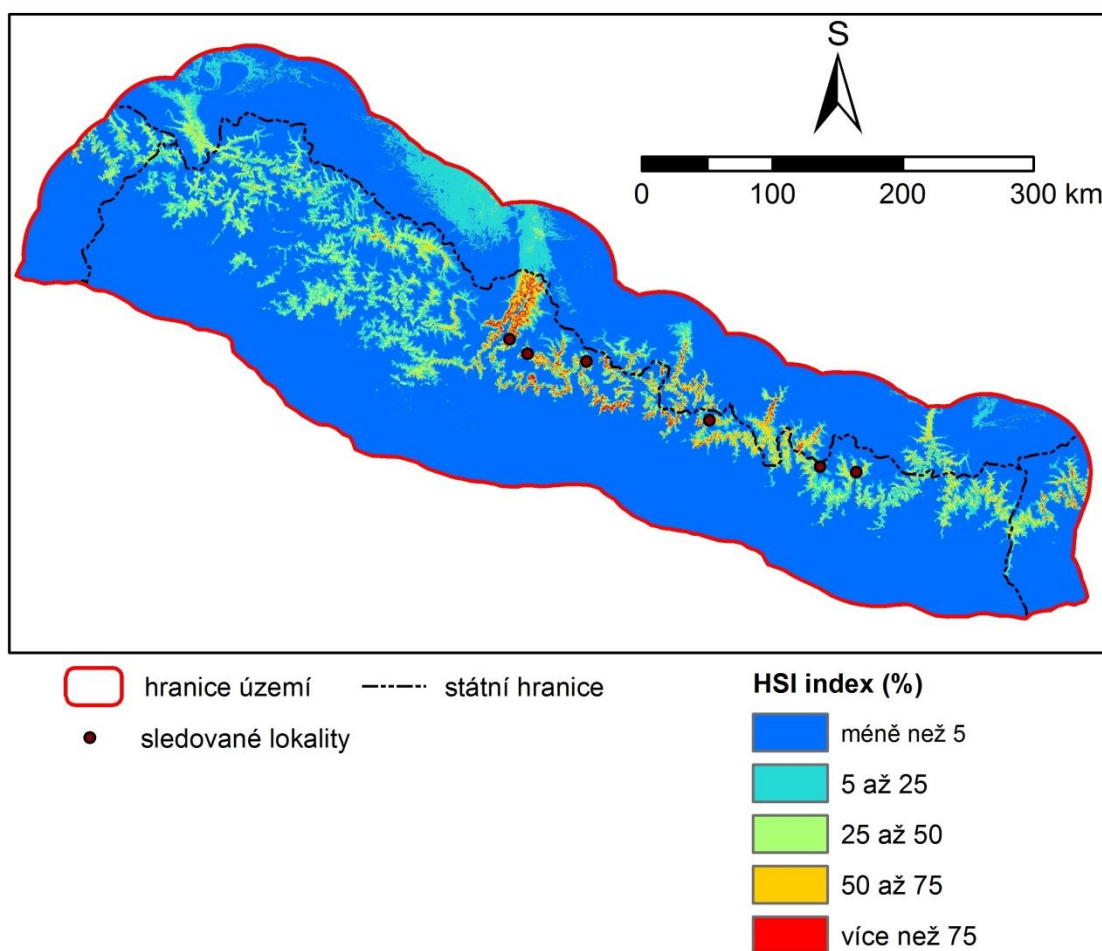 S
0 100 200 300 km
hranice území státní hranice
sledované lokality
HSI index (%)
méně než 5
5 až 25
25 až 50
50 až 75
více než 75